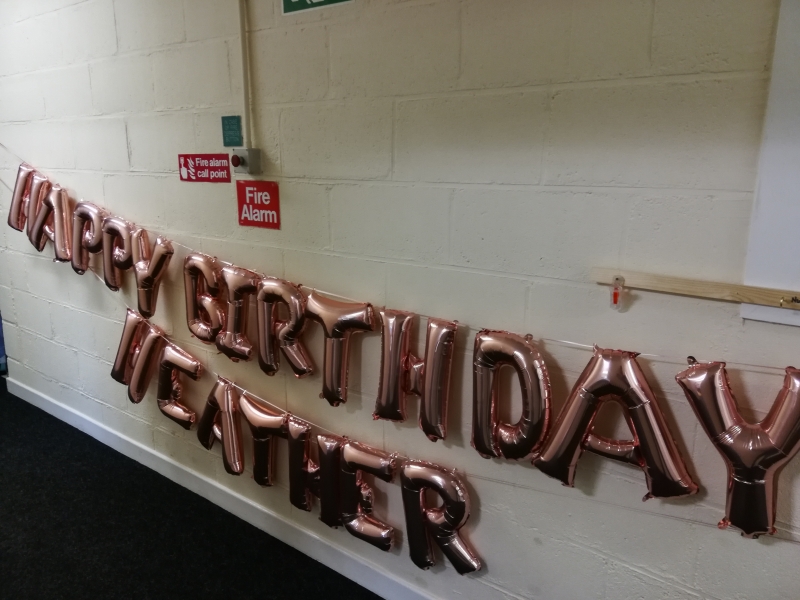 Fire alarm
call point
Fire
Alarm
HAPPY BIRTHDAY
HEATHER